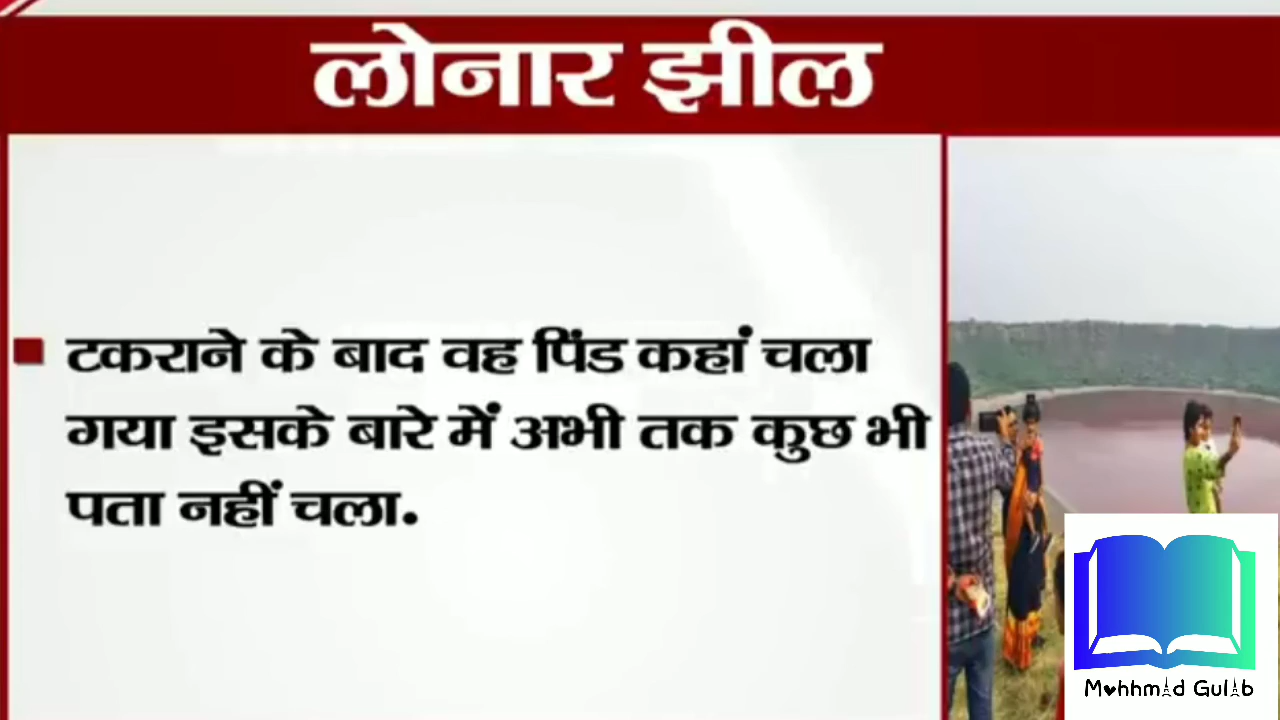 लोनार झील
टकराने के बाद वह पिंड कहां चला
गया इसके बारे में अभी तक कुछ भी
पता नहीं चला.
Mohhmad Gulab